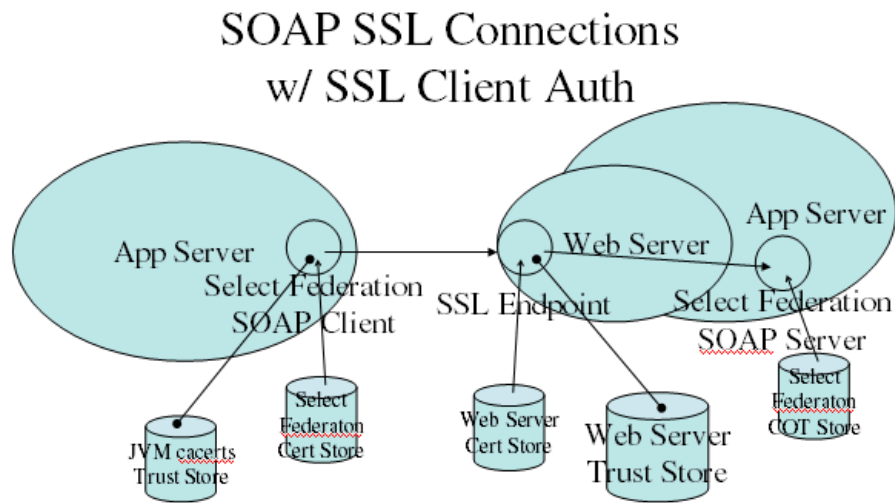 SOAP SSL Connections
w/ SSL Client Auth
App Server
Select Federation
SOAP Client
SSL Endpoint
Web Server
App Server
Select Federation
SOAP Server
JVM cacerts
Trust Store
Select
Federaton
Cert Store
Web Server
Cert Store
Web Server
Trust Store
Select
Federaton
COT Store